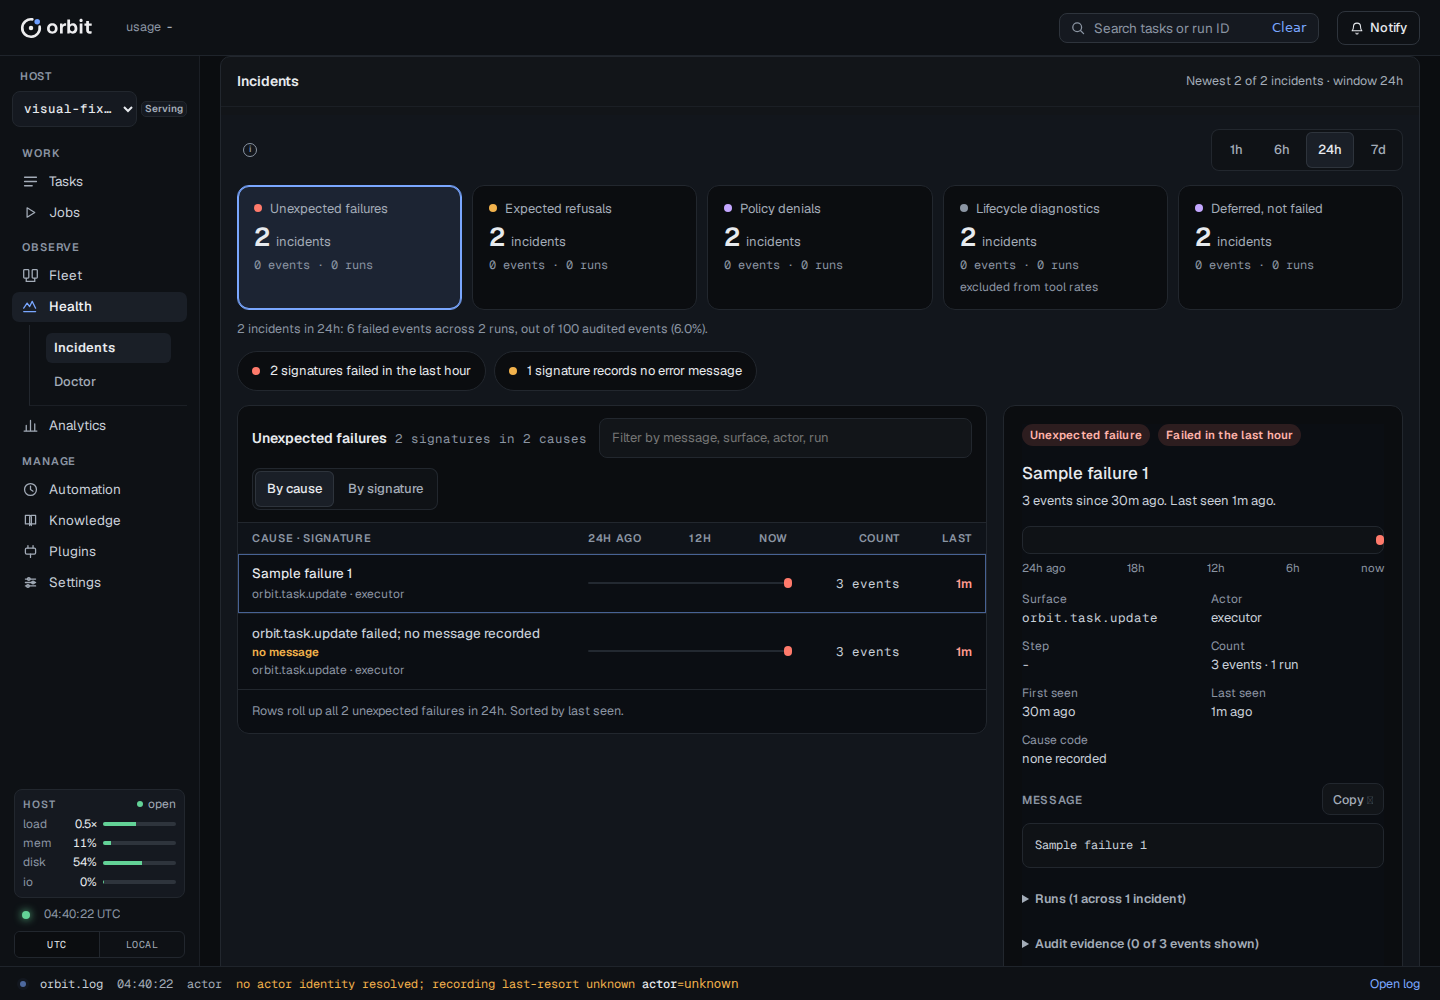 orbit
usage -
Search tasks or run ID
Clear
Notify
HOST
visual-fix…
Serving
WORK
Tasks
Jobs
OBSERVE
Fleet
Health
Incidents
Doctor
Analytics
MANAGE
Automation
Knowledge
Plugins
Settings
HOST
open
load 0.5×
mem 11%
disk 54%
io 0%
04:40:22 UTC
UTC
LOCAL
Incidents
Newest 2 of 2 incidents · window 24h
1h
6h
24h
7d
Unexpected failures
2 incidents
0 events · 0 runs
Expected refusals
2 incidents
0 events · 0 runs
Policy denials
2 incidents
0 events · 0 runs
Lifecycle diagnostics
2 incidents
0 events · 0 runs
excluded from tool rates
Deferred, not failed
2 incidents
0 events · 0 runs
2 incidents in 24h: 6 failed events across 2 runs, out of 100 audited events (6.0%).
2 signatures failed in the last hour
1 signature records no error message
Unexpected failures 2 signatures in 2 causes
Filter by message, surface, actor, run
By cause
By signature
CAUSE · SIGNATURE 24H AGO 12H NOW COUNT LAST
Sample failure 1
orbit.task.update · executor
3 events 1m
orbit.task.update failed; no message recorded
no message
orbit.task.update · executor
3 events 1m
Rows roll up all 2 unexpected failures in 24h. Sorted by last seen.
Unexpected failure
Failed in the last hour
Sample failure 1
3 events since 30m ago. Last seen 1m ago.
24h ago 18h 12h 6h now
Surface
orbit.task.update
Actor
executor
Step
-
Count
3 events · 1 run
First seen
30m ago
Last seen
1m ago
Cause code
none recorded
MESSAGE
Copy
Sample failure 1
Runs (1 across 1 incident)
Audit evidence (0 of 3 events shown)
orbit.log 04:40:22 actor no actor identity resolved; recording last-resort unknown actor=unknown
Open log